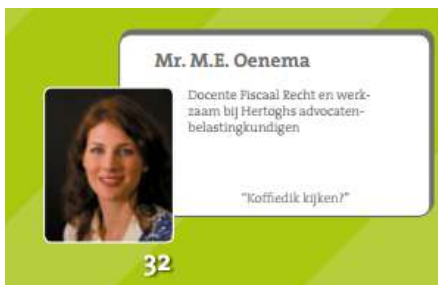 Mr. M.E. Oenema
Docente Fiscaal Recht en werk-
zaam bij Hertoghs advocaten-
belastingkundigen
"Koffiedik kijken?"
32